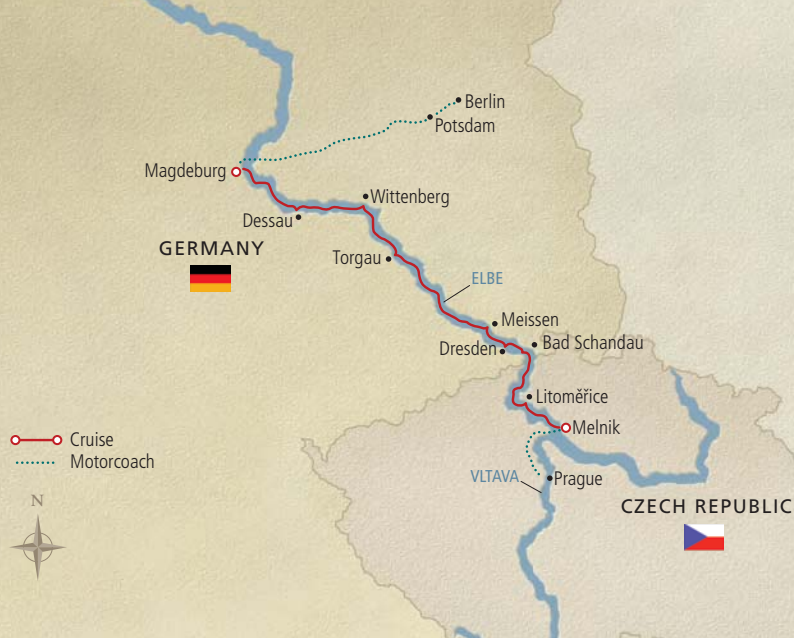 Berlin
Potsdam
Magdeburg
Wittenberg
Dessau
GERMANY
Torgau
ELBE
Meissen
Bad Schandau
Dresden
Litoměřice
Melnik
Cruise
Motorcoach
VLTAVA
Prague
N
CZECH REPUBLIC